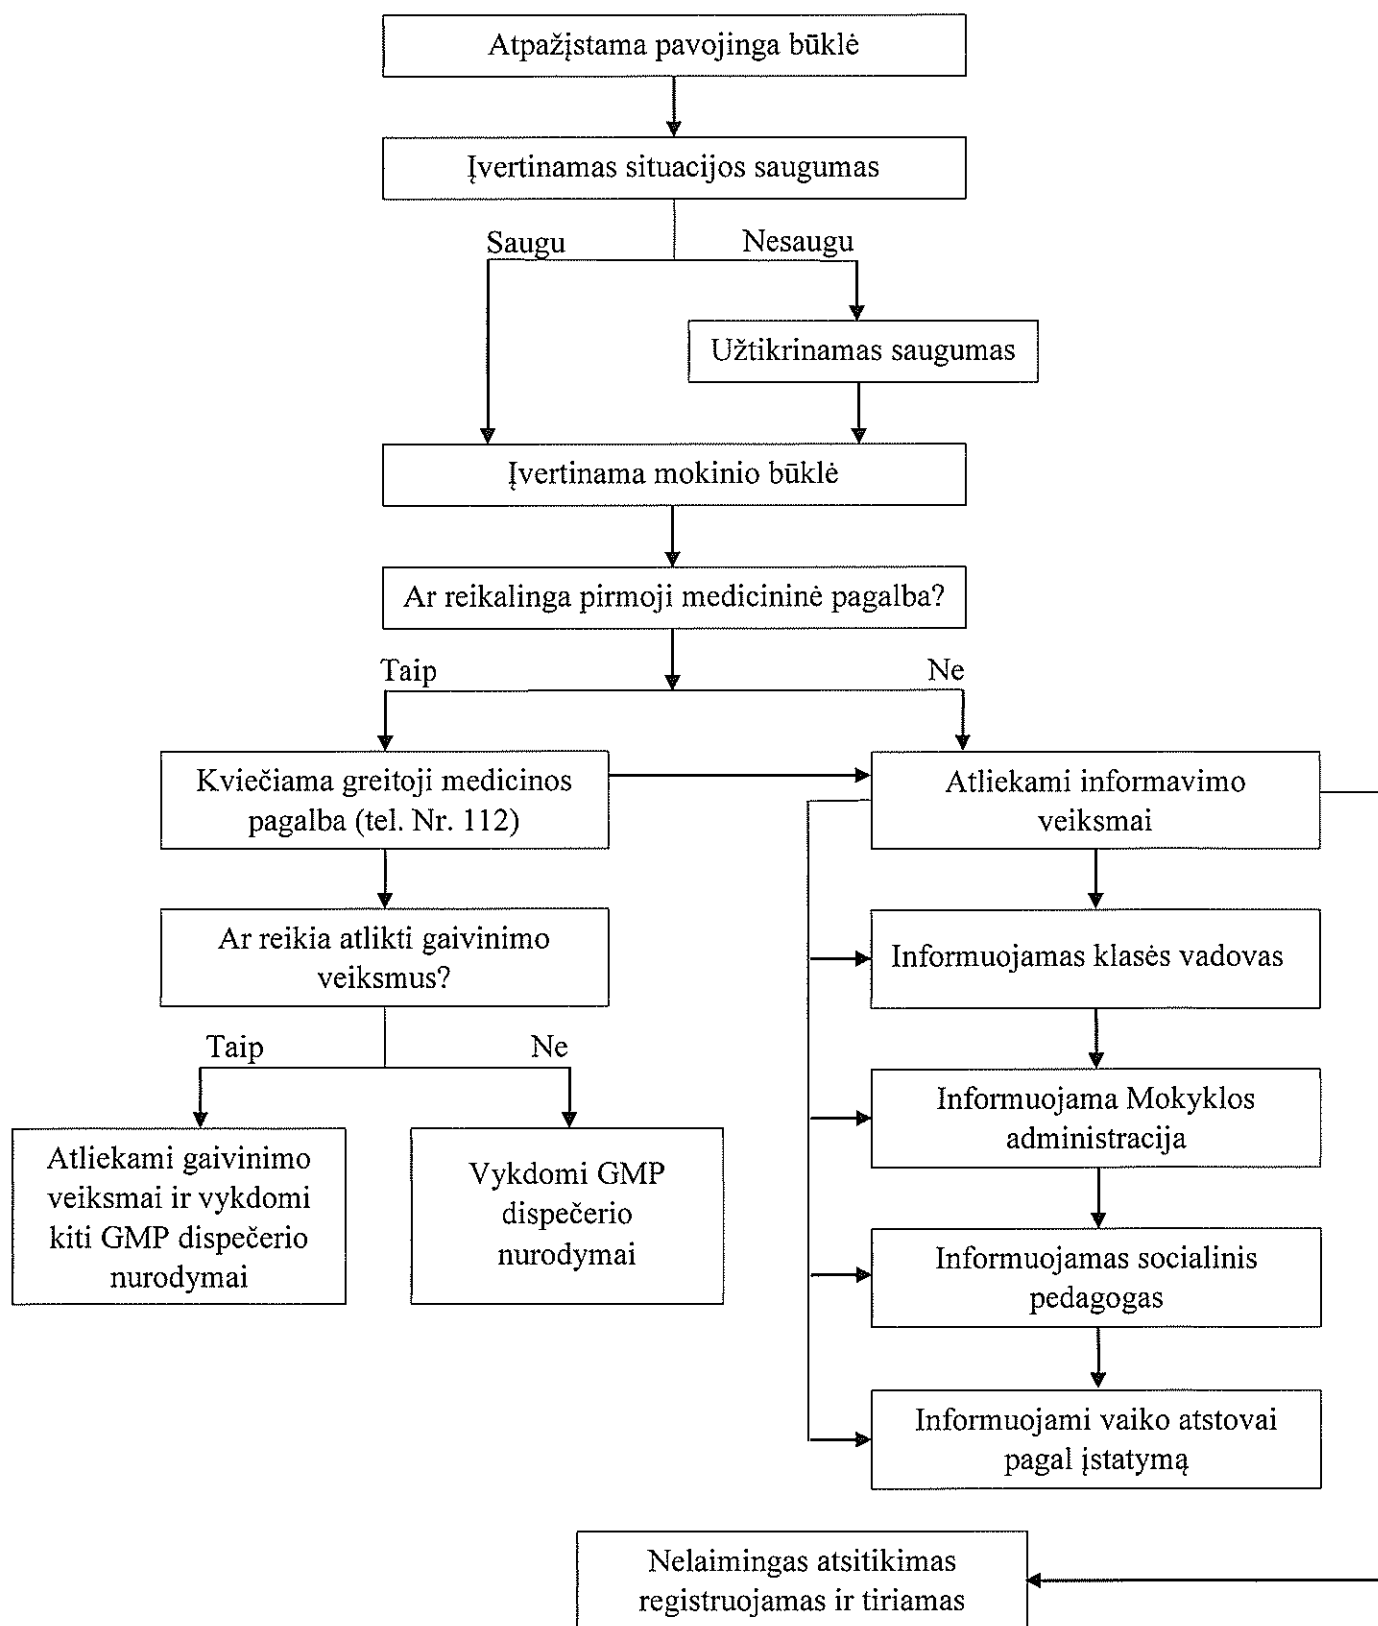 Atpažįstama pavojinga būklė
Įvertinamas situacijos saugumas
Saugu
Nesaugu
Užtikrinamas saugumas
Įvertinama mokinio būklė
Ar reikalinga pirmoji medicininė pagalba?
Taip
Ne
Kviečiama greitoji medicinos
pagalba (tel. Nr. 112)
Atliekami informavimo
veiksmai
Ar reikia atlikti gaivinimo
veiksmus?
Informuojamas klasės vadovas
Taip
Ne
Atliekami gaivinimo
veiksmai ir vykdomi
kiti GMP dispečerio
nurodymai
Vykdomi GMP
dispečerio
nurodymai
Informuojama Mokyklos
administracija
Informuojamas socialinis
pedagogas
Informuojami vaiko atstovai
pagal įstatymą
Nelaimingas atsitikimas
registruojamas ir tiriamas